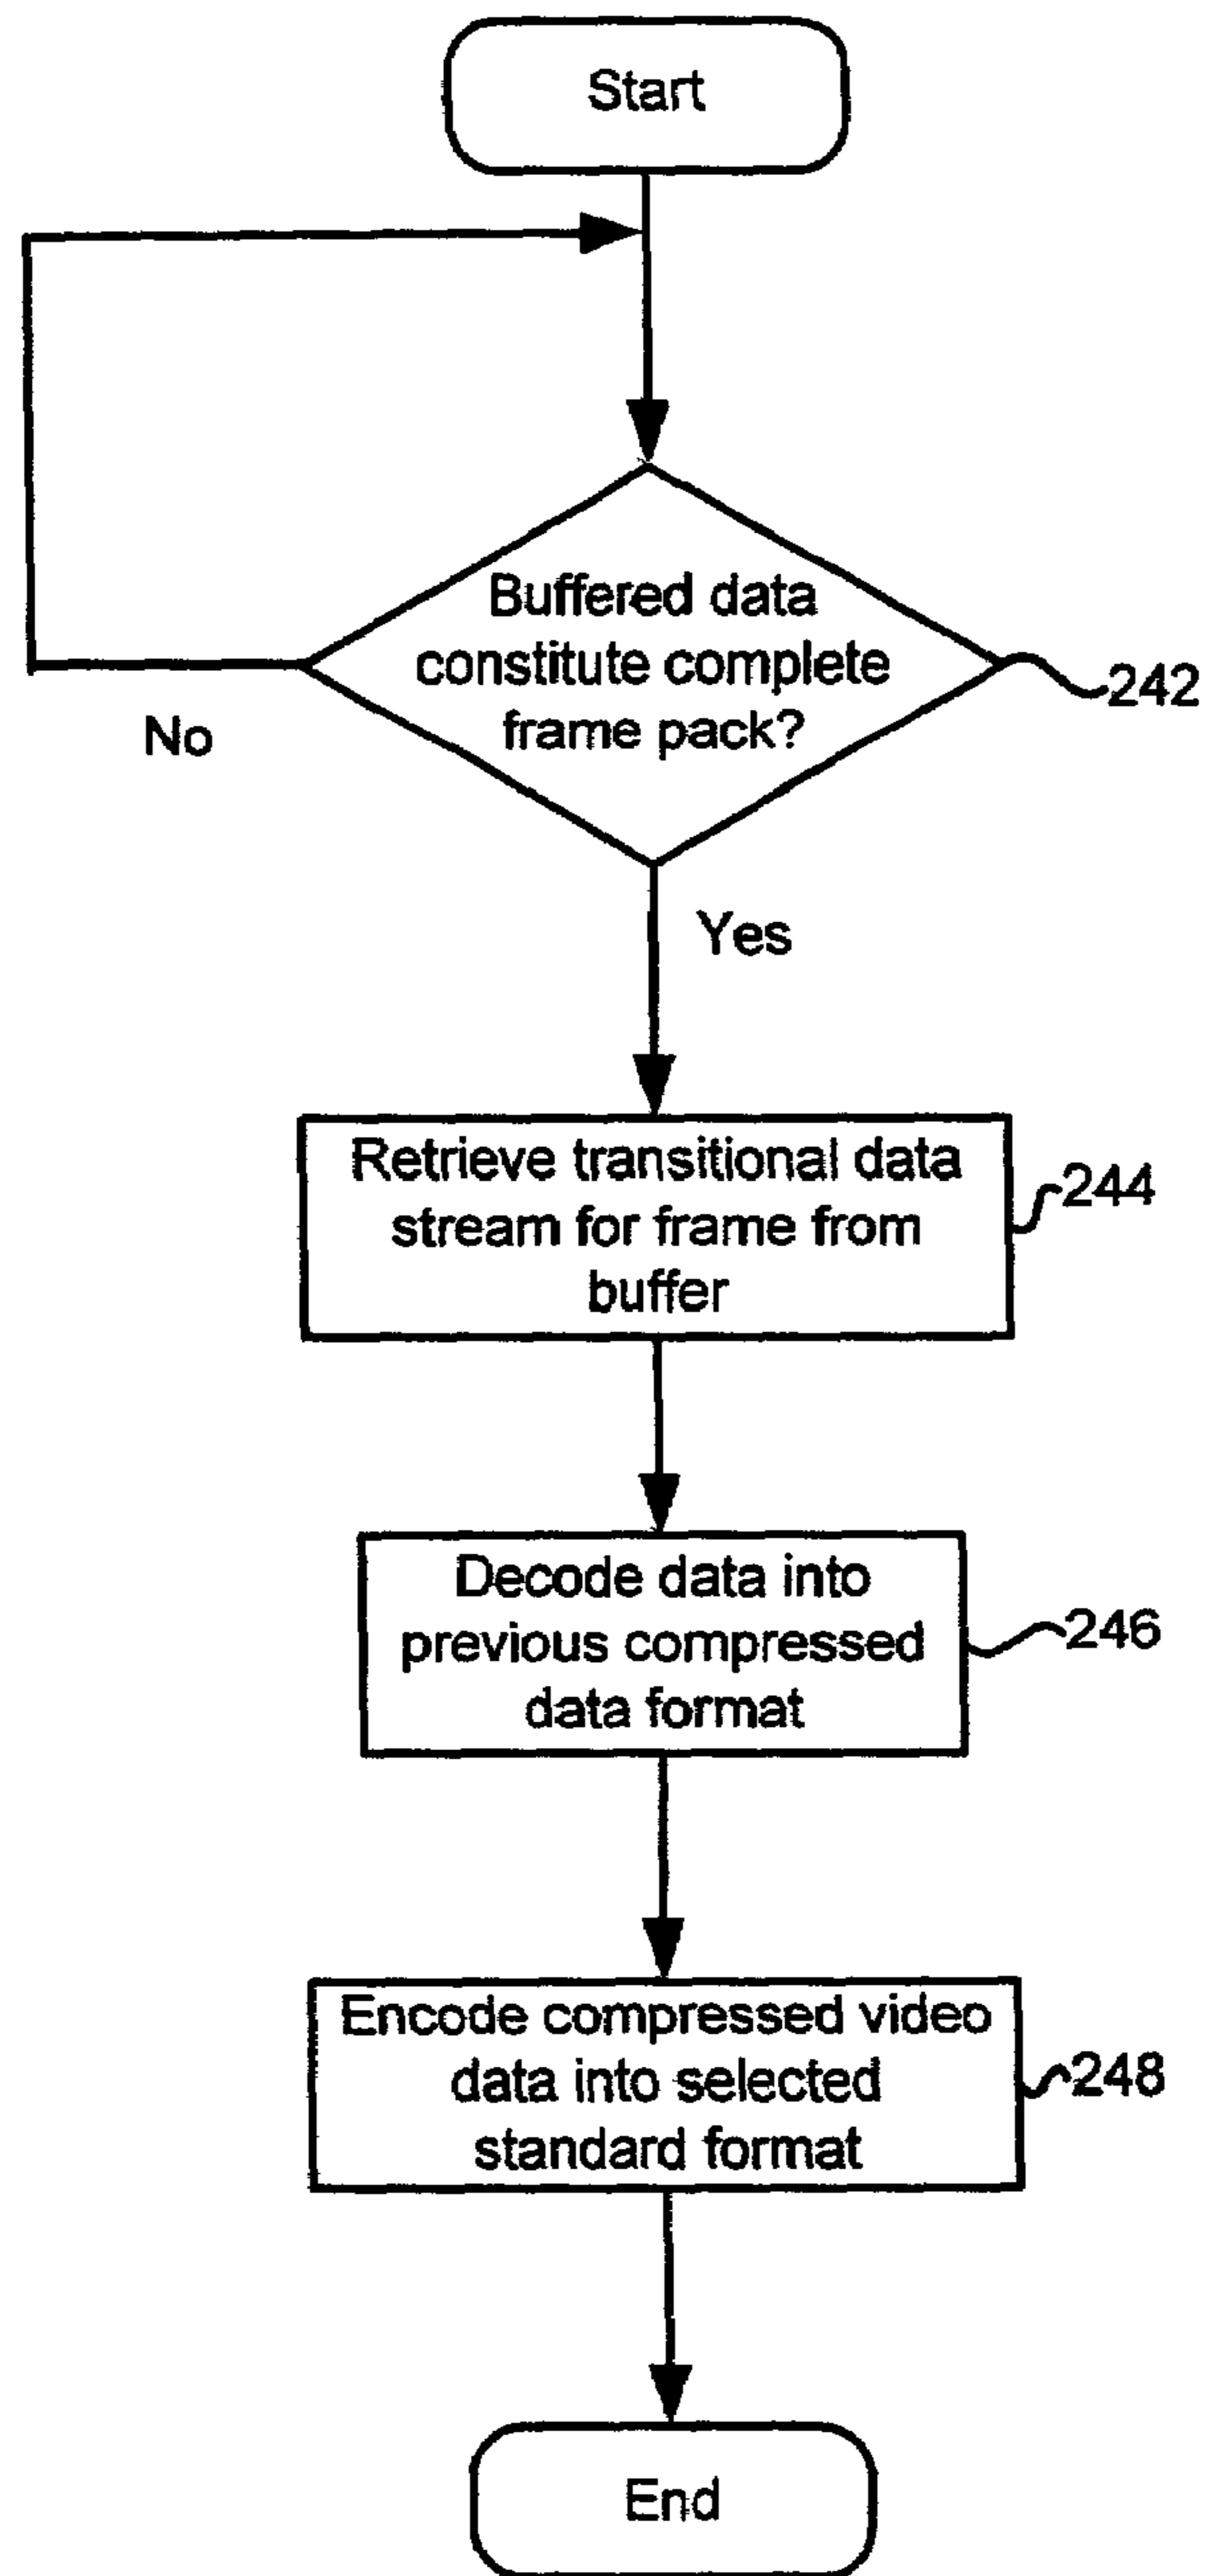 Start
Buffered data
constitute complete
frame pack?
242
No
Yes
Retrieve transitional data
stream for frame from
buffer
244
Decode data into
previous compressed
data format
246
Encode compressed video
data into selected
standard format
248
End